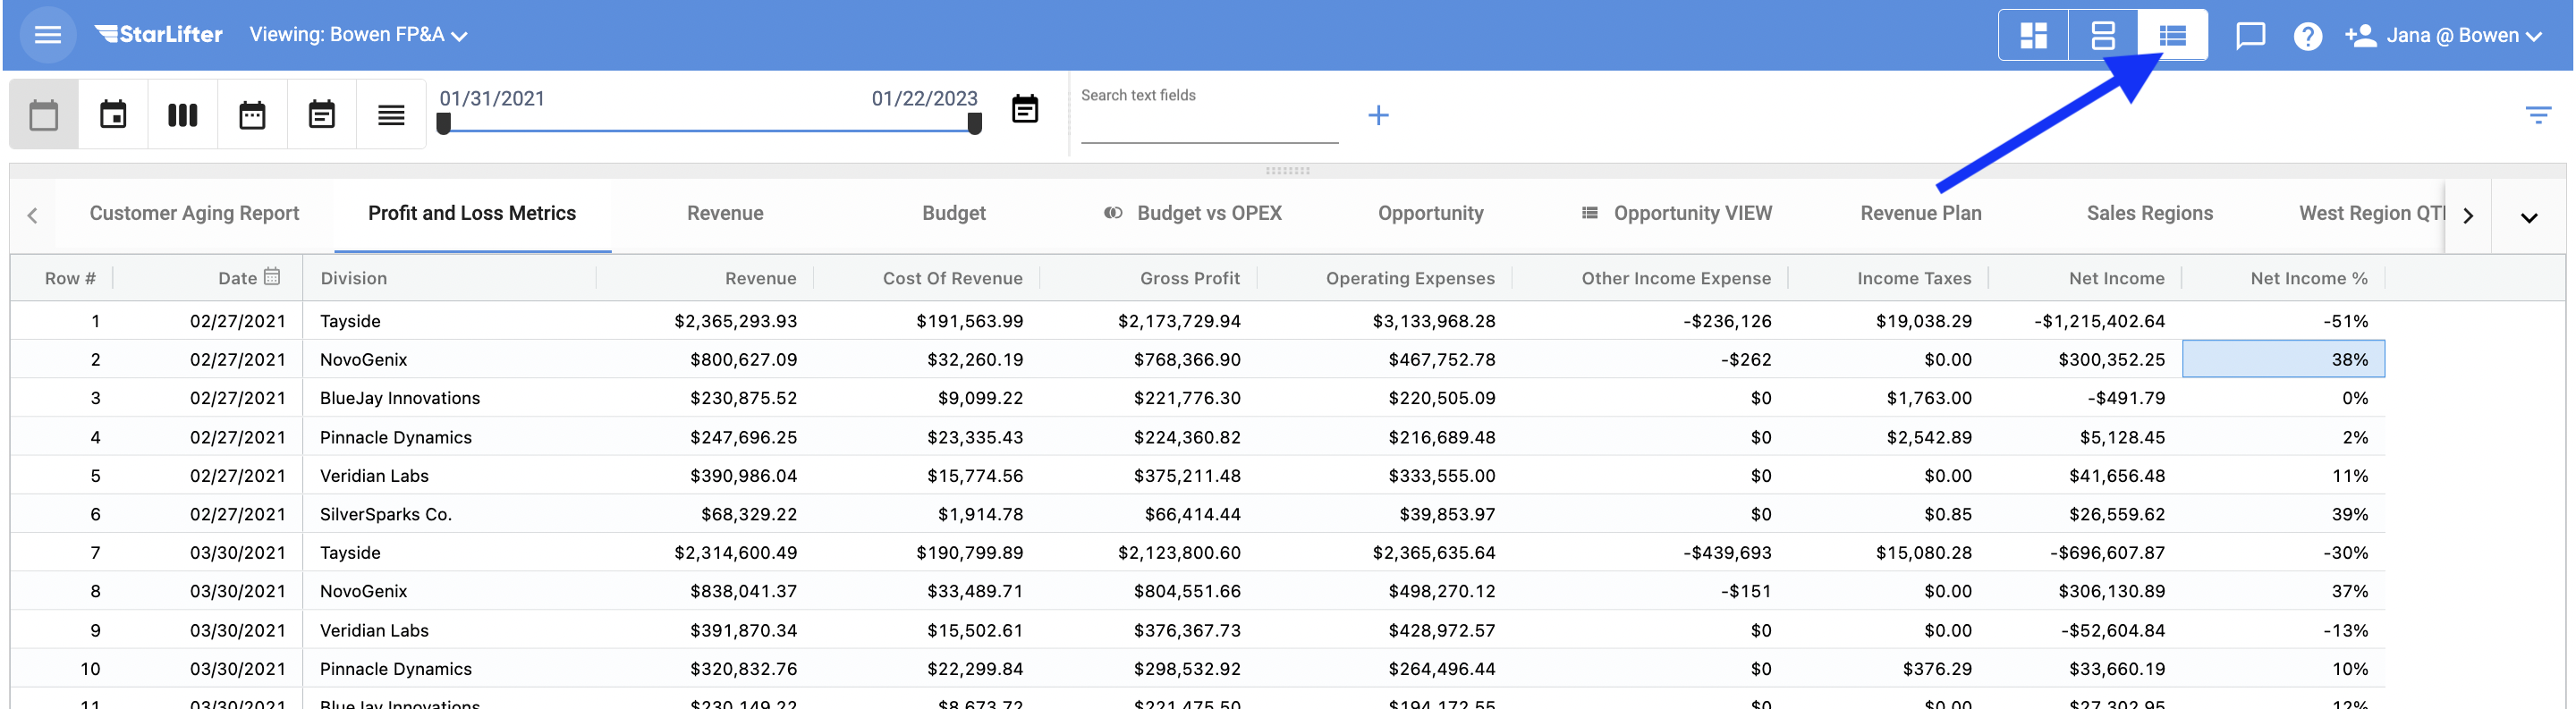 StarLifter Viewing: Bowen FP&A Jana @ Bowen
01/31/2021 01/22/2023 Search text fields
Customer Aging Report Profit and Loss Metrics Revenue Budget Budget vs OPEX Opportunity Opportunity VIEW Revenue Plan Sales Regions West Region
Row # Date Division Revenue Cost Of Revenue Gross Profit Operating Expenses Other Income Expense Income Taxes Net Income Net Income %
1 02/27/2021 Tayside $2,365,293.93 $191,563.99 $2,173,729.94 $3,133,968.28 -$236,126 $19,038.29 -$1,215,402.64 -51%
2 02/27/2021 NovoGenix $800,627.09 $32,260.19 $768,366.90 $467,752.78 -$262 $0.00 $300,352.25 38%
3 02/27/2021 BlueJay Innovations $230,875.52 $9,099.22 $221,776.30 $220,505.09 $0 $1,763.00 -$491.79 0%
4 02/27/2021 Pinnacle Dynamics $247,696.25 $23,335.43 $224,360.82 $216,689.48 $0 $2,542.89 $5,128.45 2%
5 02/27/2021 Veridian Labs $390,986.04 $15,774.56 $375,211.48 $333,555.00 $0 $0.00 $41,656.48 11%
6 02/27/2021 SilverSparks Co. $68,329.22 $1,914.78 $66,414.44 $39,853.97 $0 $0.85 $26,559.62 39%
7 03/30/2021 Tayside $2,314,600.49 $190,799.89 $2,123,800.60 $2,365,635.64 -$439,693 $15,080.28 -$696,607.87 -30%
8 03/30/2021 NovoGenix $838,041.37 $33,489.71 $804,551.66 $498,270.12 -$151 $0.00 $306,130.89 37%
9 03/30/2021 Veridian Labs $391,870.34 $15,502.61 $376,367.73 $428,972.57 $0 $0.00 -$52,604.84 -13%
10 03/30/2021 Pinnacle Dynamics $320,832.76 $22,299.84 $298,532.92 $264,496.44 $0 $376.29 $33,660.19 10%
11 03/30/2021 BlueJay Innovations $230,149.22 $8,673.72 $221,475.50 $194,172.55 $0 $0.00 $27,302.95 12%